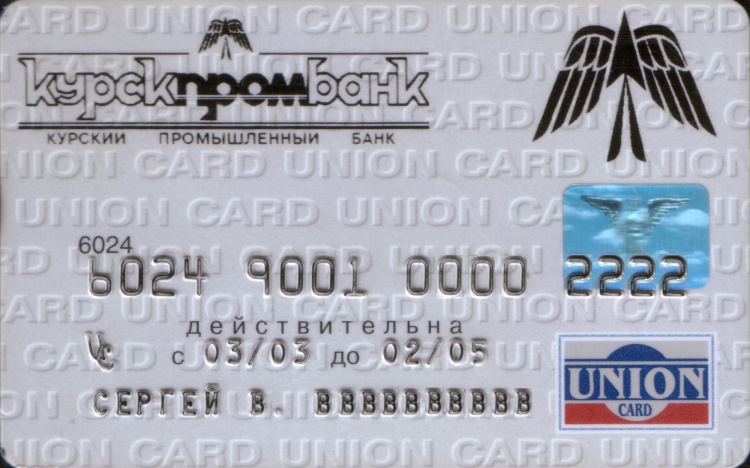 курскпромбанк
КУРСКИЙ ПРОМЫШЛЕННЫЙ БАНК
6024
6024 9001 0000 2222
действительна
UC с 03/03 до 02/05
СЕРГЕЙ В. ВВВВВВВВВВ
UNION
CARD